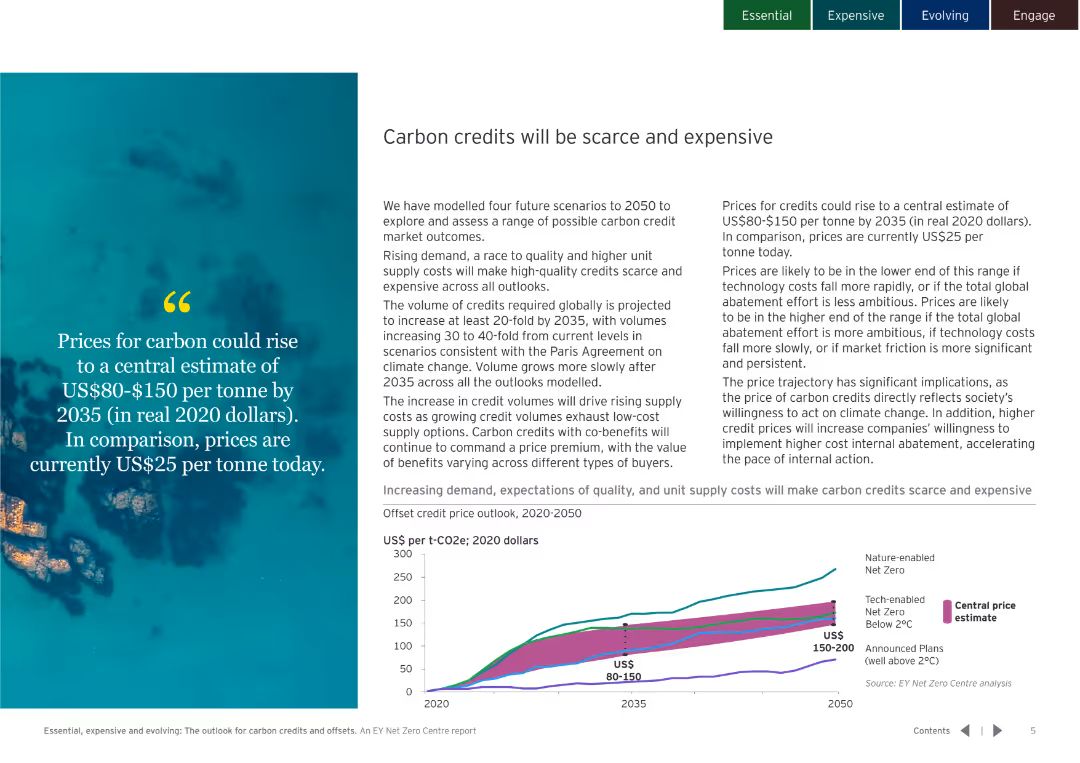 Essential
Expensive
Evolving
Engage
“
Prices for carbon could rise
to a central estimate of
US$80-$150 per tonne by
2035 (in real 2020 dollars).
In comparison, prices are
currently US$25 per tonne today.
Carbon credits will be scarce and expensive
We have modelled four future scenarios to 2050 to
explore and assess a range of possible carbon credit
market outcomes.
Rising demand, a race to quality and higher unit
supply costs will make high-quality credits scarce and
expensive across all outlooks.
The volume of credits required globally is projected
to increase at least 20-fold by 2035, with volumes
increasing 30 to 40-fold from current levels in
scenarios consistent with the Paris Agreement on
climate change. Volume grows more slowly after
2035 across all the outlooks modelled.
The increase in credit volumes will drive rising supply
costs as growing credit volumes exhaust low-cost
supply options. Carbon credits with co-benefits will
continue to command a price premium, with the value
of benefits varying across different types of buyers.
Prices for credits could rise to a central estimate of
US$80-$150 per tonne by 2035 (in real 2020 dollars).
In comparison, prices are currently US$25 per
tonne today.
Prices are likely to be in the lower end of this range if
technology costs fall more rapidly, or if the total global
abatement effort is less ambitious. Prices are likely
to be in the higher end of the range if the total global
abatement effort is more ambitious, if technology costs
fall more slowly, or if market friction is more significant
and persistent.
The price trajectory has significant implications, as
the price of carbon credits directly reflects society’s
willingness to act on climate change. In addition, higher
credit prices will increase companies’ willingness to
implement higher cost internal abatement, accelerating
the pace of internal action.
Increasing demand, expectations of quality, and unit supply costs will make carbon credits scarce and expensive
Offset credit price outlook, 2020-2050
US$ per t-CO2e; 2020 dollars
300
250
200
150
100
50
0
2020
2035
2050
US$
80-150
US$
150-200
Nature-enabled
Net Zero
Tech-enabled
Net Zero
Below 2°C
Announced Plans
(well above 2°C)
Central price
estimate
Source: EY Net Zero Centre analysis
Essential, expensive and evolving: The outlook for carbon credits and offsets. An EY Net Zero Centre report
Contents
|
5